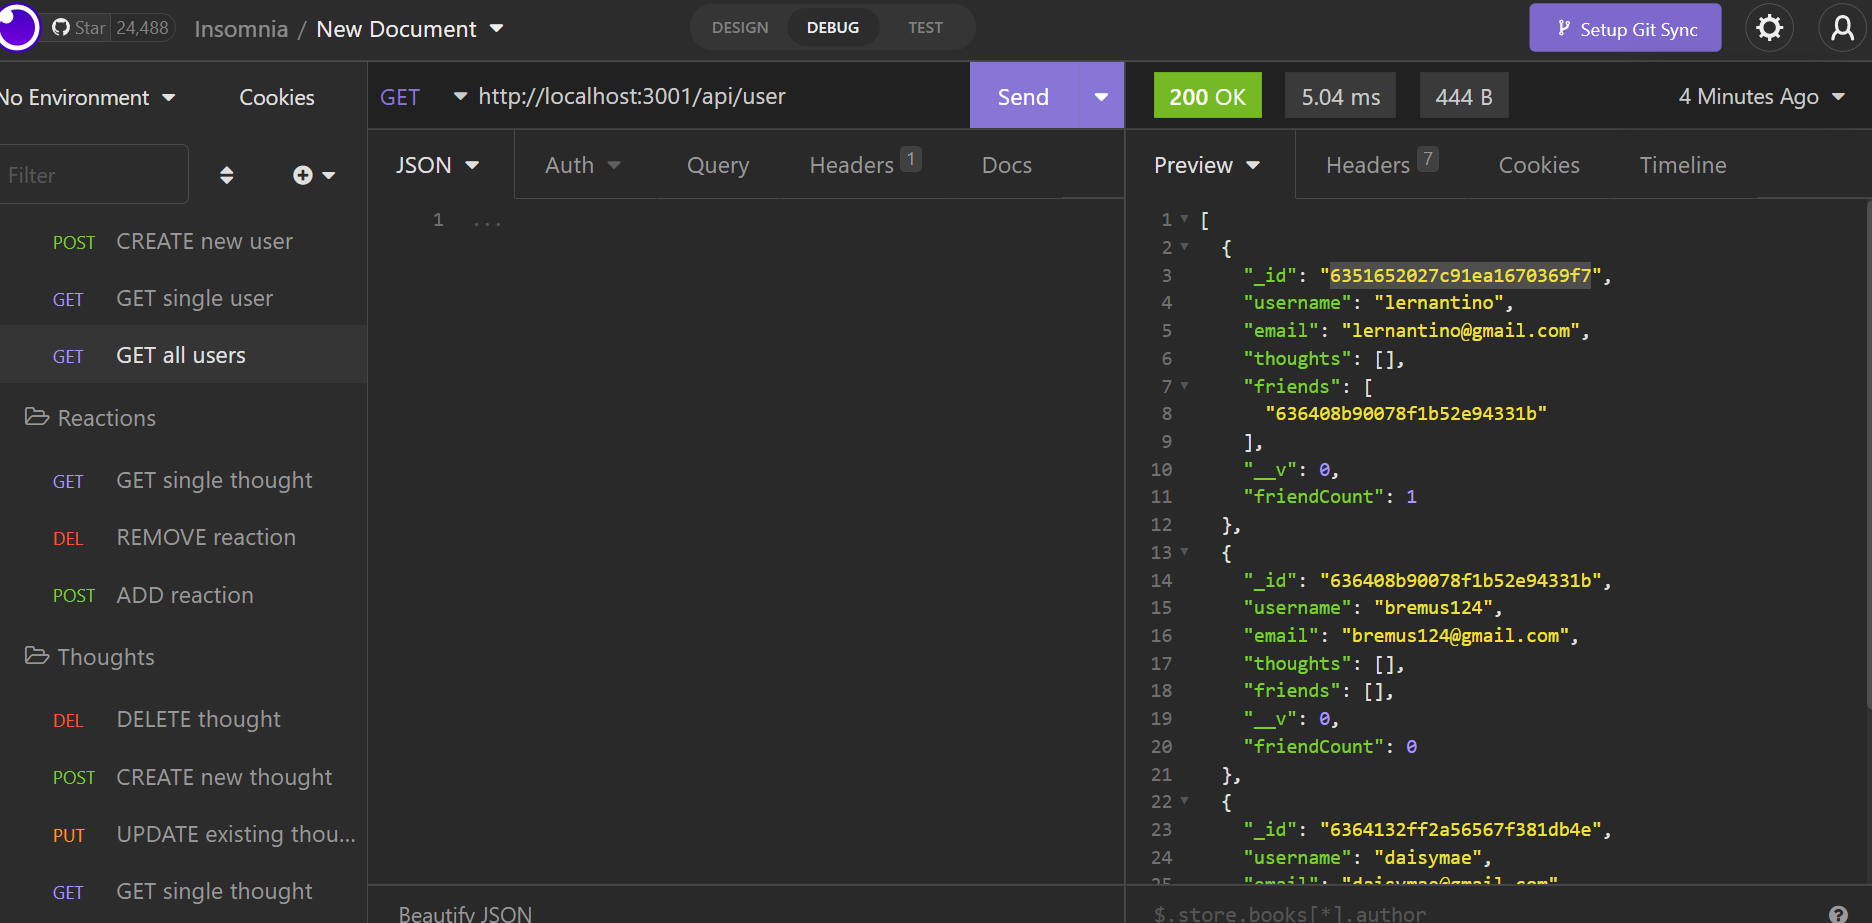 Star 24,488 Insomnia / New Document DESIGN DEBUG TEST Setup Git Sync
No Environment Cookies
GET http://localhost:3001/api/user Send 200 OK 5.04 ms 444 B 4 Minutes Ago
Filter
JSON Auth Query Headers 1 Docs
Preview Headers 7 Cookies Timeline
POST CREATE new user
GET GET single user
GET GET all users
Reactions
GET GET single thought
DEL REMOVE reaction
POST ADD reaction
Thoughts
DEL DELETE thought
POST CREATE new thought
PUT UPDATE existing thou...
GET GET single thought
1 ...
Beautify JSON
1 [
2 {
3 "_id": "6351652027c91ea1670369f7",
4 "username": "lernantino",
5 "email": "lernantino@gmail.com",
6 "thoughts": [],
7 "friends": [
8 "636408b90078f1b52e94331b"
9 ],
10 "__v": 0,
11 "friendCount": 1
12 },
13 {
14 "_id": "636408b90078f1b52e94331b",
15 "username": "bremus124",
16 "email": "bremus124@gmail.com",
17 "thoughts": [],
18 "friends": [],
19 "__v": 0,
20 "friendCount": 0
21 },
22 {
23 "_id": "6364132ff2a56567f381db4e",
24 "username": "daisymae",
25 "email": "daisymae@gmail.com"
$.store.books[*].author